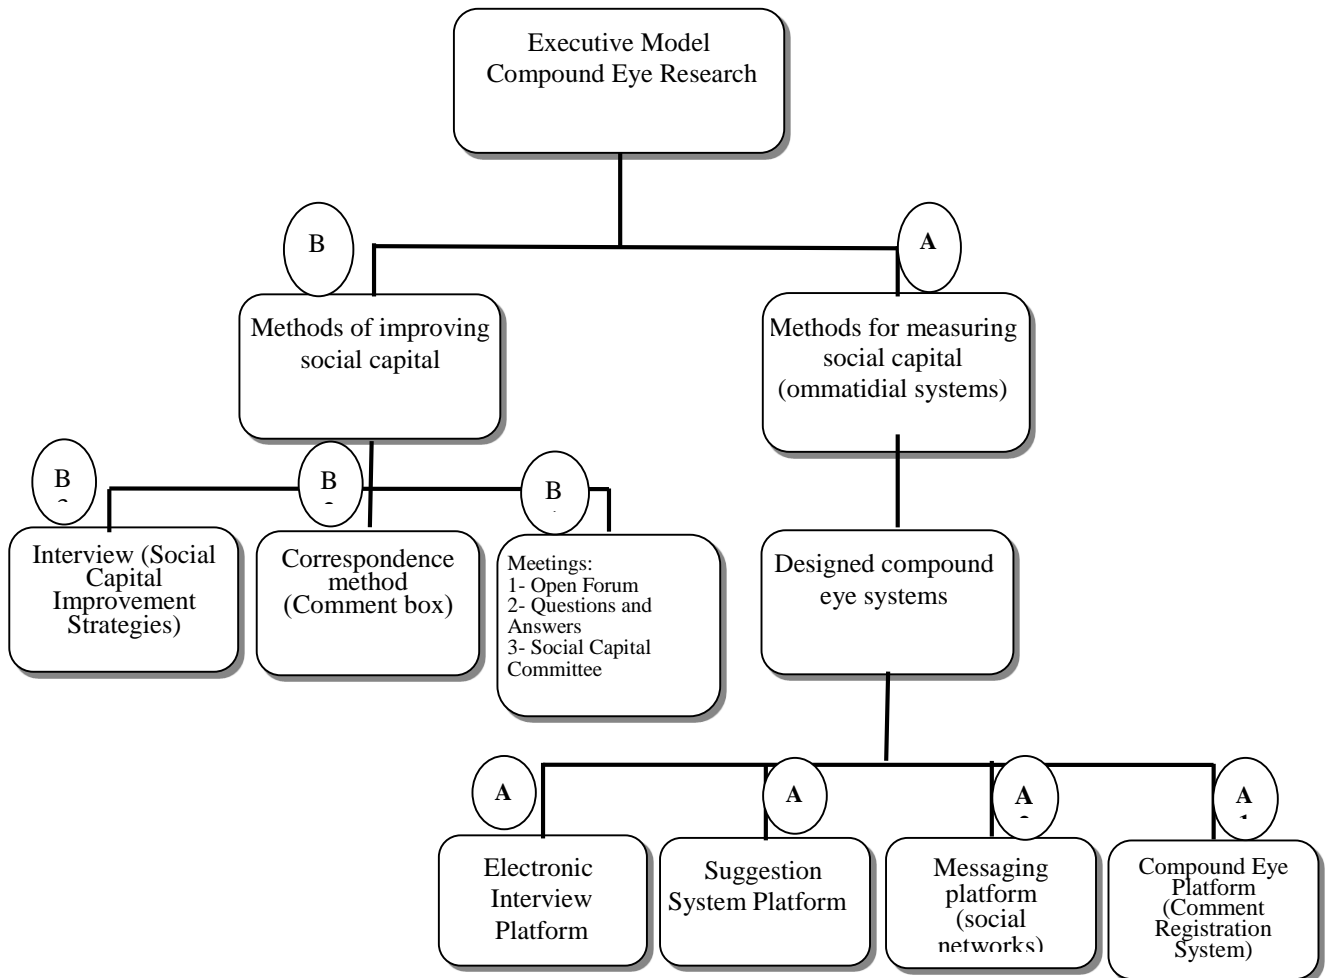 Executive Model
Compound Eye Research
B
A
Methods of improving
social capital
Methods for measuring
social capital
(ommatidial systems)
B
B
B
Interview (Social
Capital
Improvement
Strategies)
Correspondence
method
(Comment box)
Meetings:
1- Open Forum
2- Questions and
Answers
3- Social Capital
Committee
Designed compound
eye systems
A
A
A
A
Electronic
Interview
Platform
Suggestion
System Platform
Messaging
platform
(social
networks)
Compound Eye
Platform
(Comment
Registration
System)